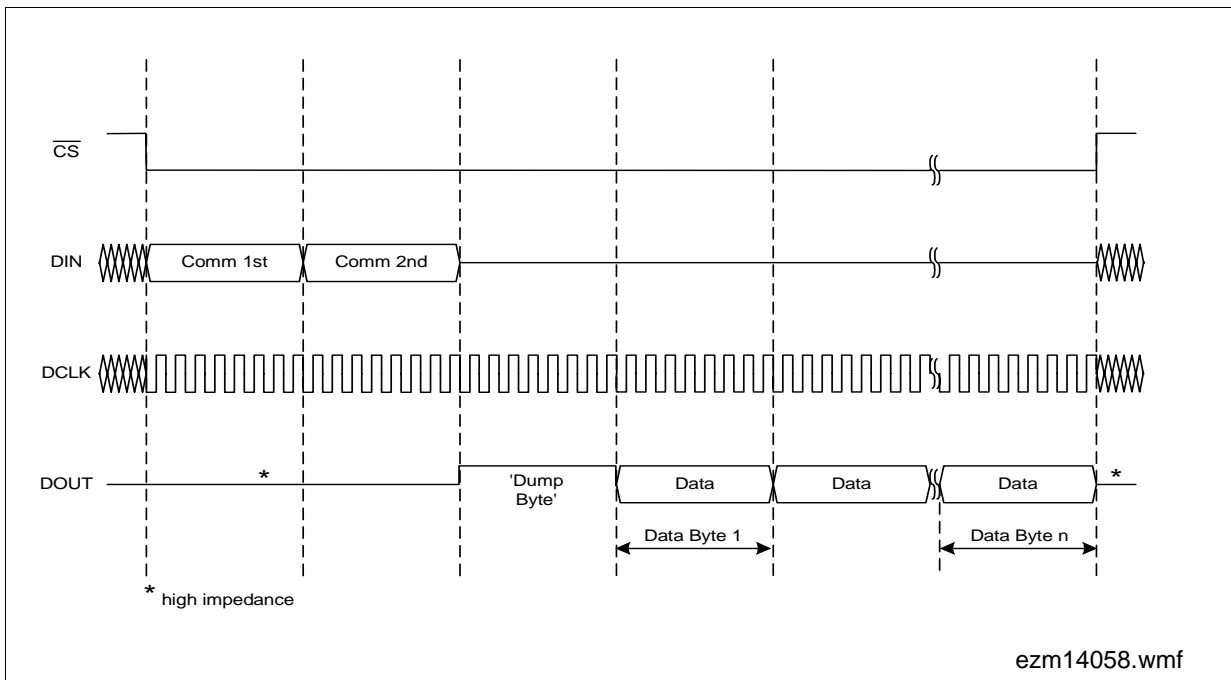 CS
DIN
Comm 1st
Comm 2nd
DCLK
DOUT
*
'Dump
Byte'
Data
Data
Data
*
Data Byte 1
Data Byte n
* high impedance
ezm14058.wmf